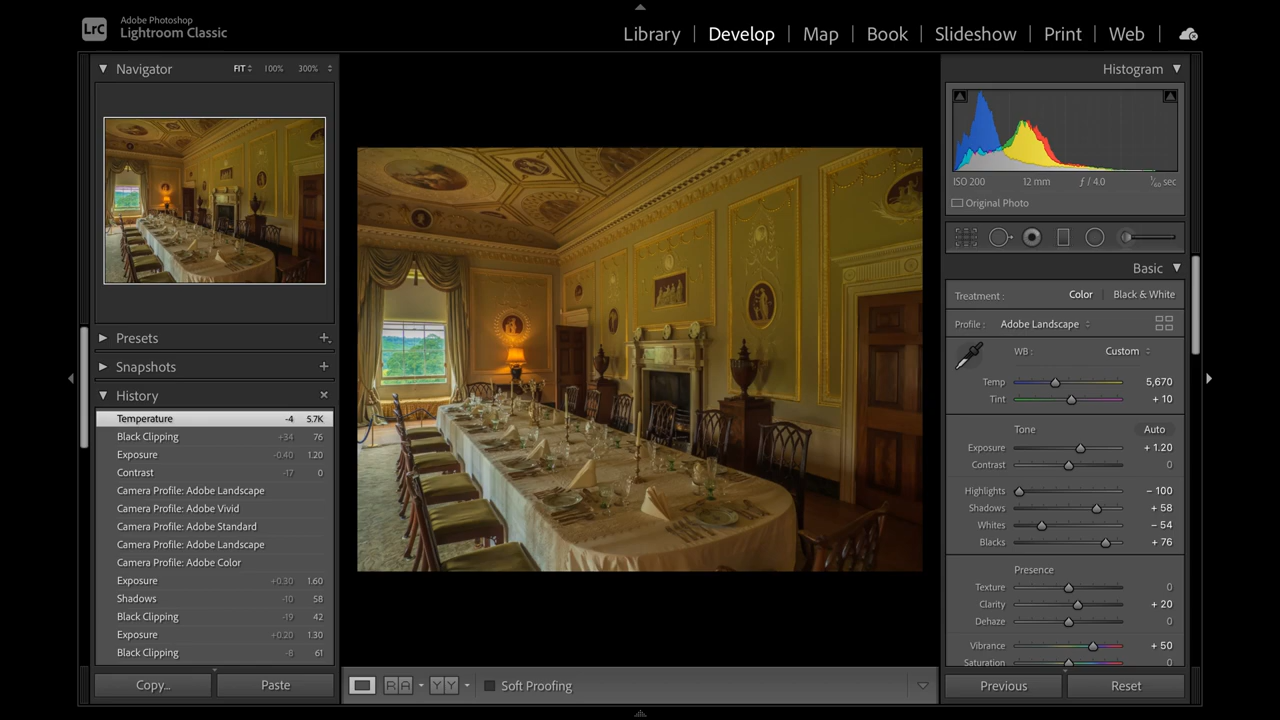 LrC
Adobe Photoshop
Lightroom Classic
Library | Develop | Map | Book | Slideshow | Print | Web |
Navigator FIT 100% 300%
Presets
Snapshots
History
Temperature -4 5.7K
Black Clipping +34 76
Exposure -0.40 1.20
Contrast -17 0
Camera Profile: Adobe Landscape
Camera Profile: Adobe Vivid
Camera Profile: Adobe Standard
Camera Profile: Adobe Landscape
Camera Profile: Adobe Color
Exposure +0.30 1.60
Shadows -10 58
Black Clipping -19 42
Exposure +0.20 1.30
Black Clipping -8 61
Copy... Paste
RA YY Soft Proofing
Histogram
ISO 200 12 mm ƒ / 4.0 1/60 sec
Original Photo
Basic
Treatment : Color | Black & White
Profile : Adobe Landscape
WB : Custom
Temp 5,670
Tint + 10
Tone Auto
Exposure + 1.20
Contrast 0
Highlights – 100
Shadows + 58
Whites – 54
Blacks + 76
Presence
Texture 0
Clarity + 20
Dehaze 0
Vibrance + 50
Saturation 0
Previous Reset